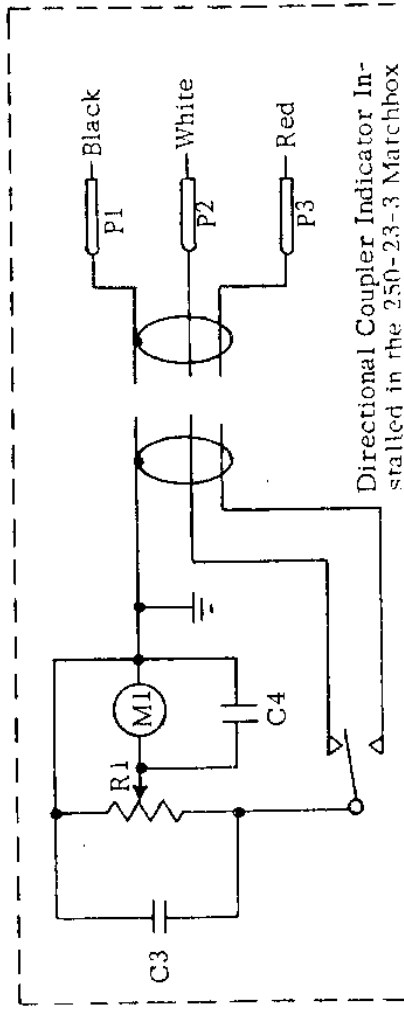 C3
R1
M1
C4
P1
Black
P2
White
P3
Red
Directional Coupler Indicator In-
stalled in the 250-23-3 Matchbox